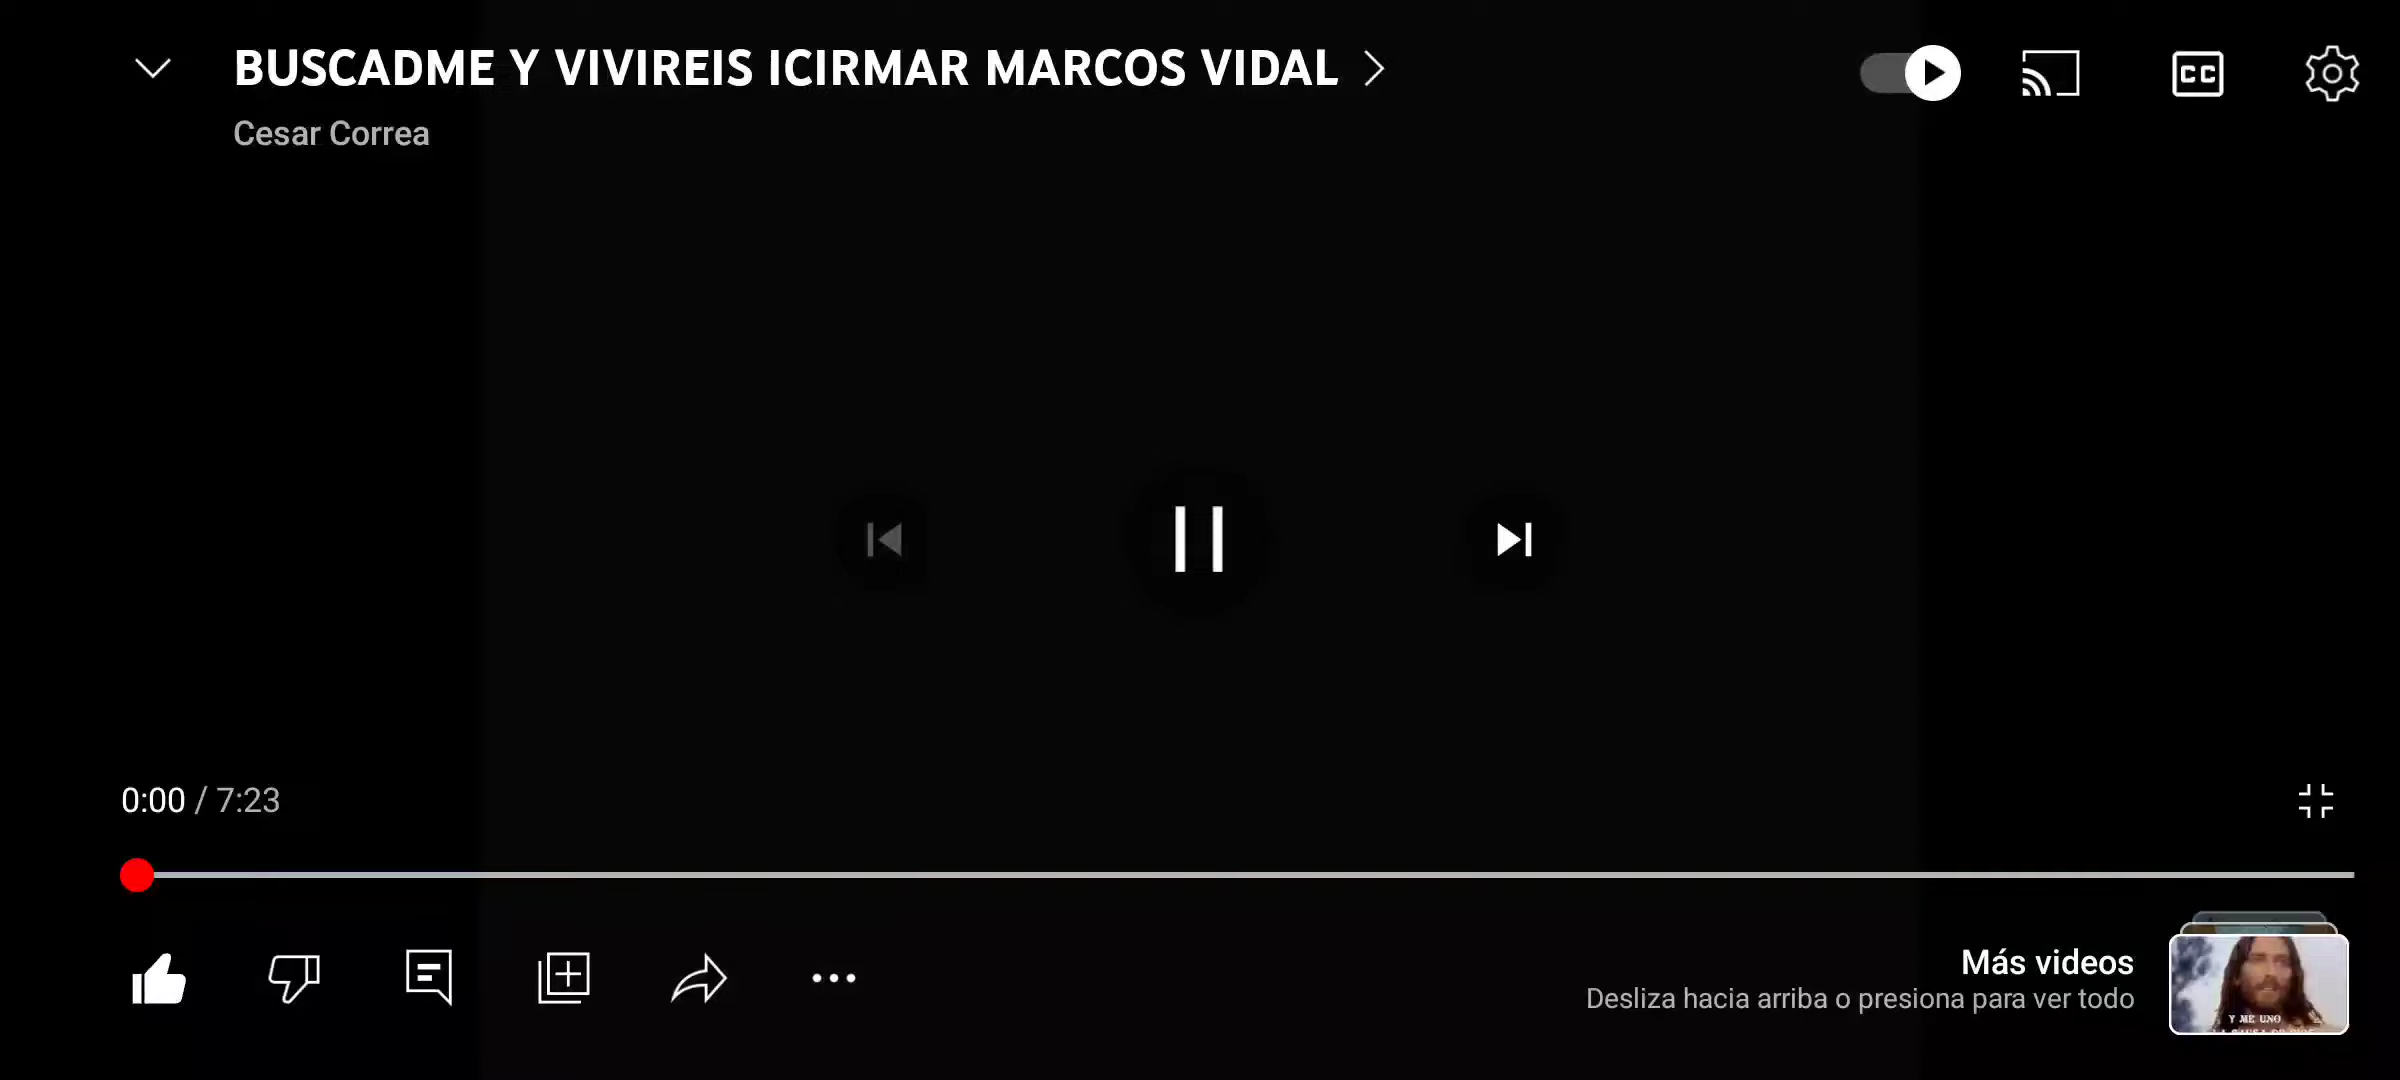 BUSCADME Y VIVIREIS ICIRMAR MARCOS VIDAL
Cesar Correa
CC
0:00 / 7:23
Más videos
Desliza hacia arriba o presiona para ver todo
Y ME UNO